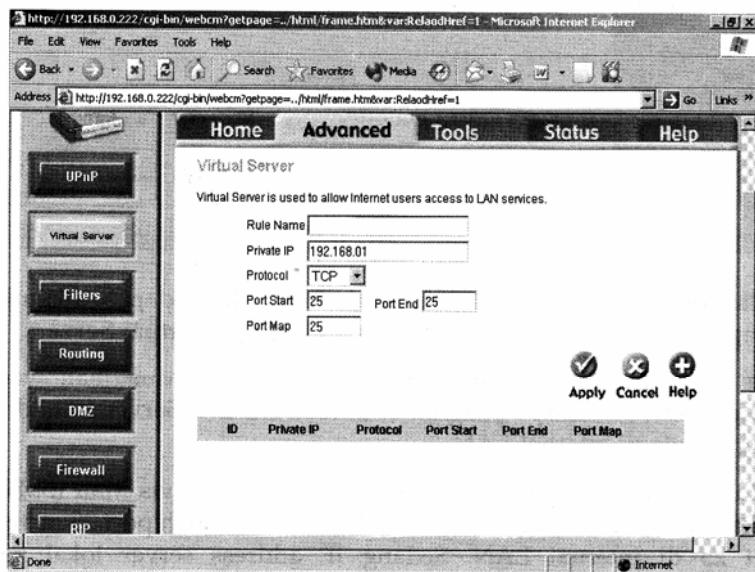 http://192.168.0.222/cgi-bin/webcm?getpage=../html/frame.htm&var:RelaodHref=1 - Microsoft Internet Explorer
File Edit View Favorites Tools Help
Back Search Favorites Media
Address http://192.168.0.222/cgi-bin/webcm?getpage=../html/frame.htm&var:RelaodHref=1 Go Links »
Home Advanced Tools Status Help
UPnP
Virtual Server
Filters
Routing
DMZ
Firewall
RIP
Virtual Server
Virtual Server is used to allow Internet users access to LAN services.
Rule Name
Private IP 192.168.01
Protocol TCP
Port Start 25 Port End 25
Port Map 25
Apply Cancel Help
ID Private IP Protocol Port Start Port End Port Map
Done Internet